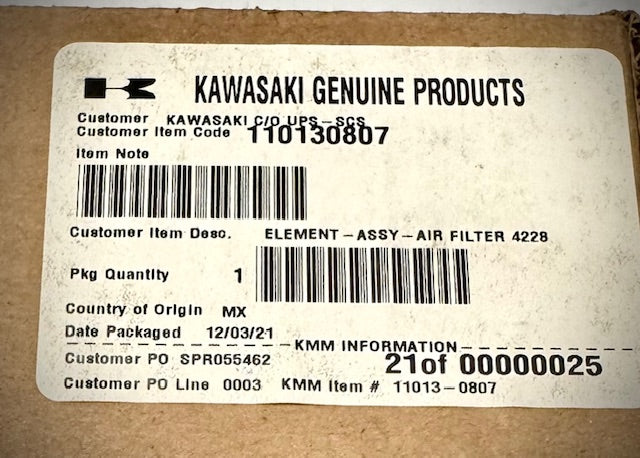 KAWASAKI GENUINE PRODUCTS
Customer KAWASAKI C/O UPS-SCS
Customer Item Code 110130807
Item Note
Customer Item Desc. ELEMENT-ASSY-AIR FILTER 4228
Pkg Quantity 1
Country of Origin MX
Date Packaged 12/03/21
KMM INFORMATION
Customer PO SPR055462 21of 00000025
Customer PO Line 0003 KMM Item # 11013-0807